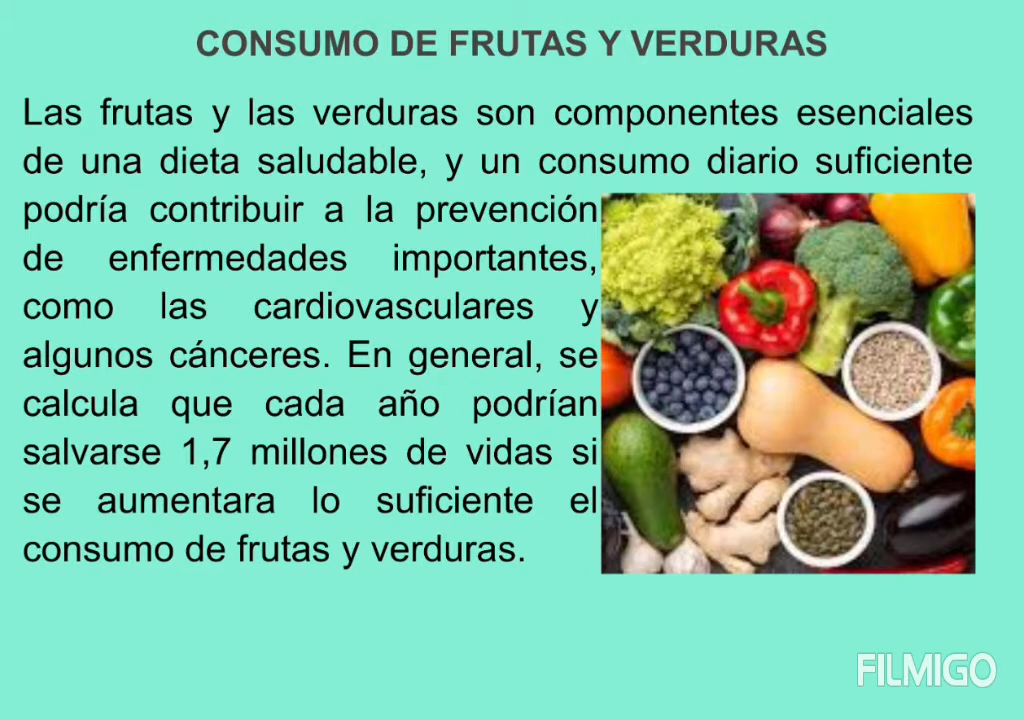 CONSUMO DE FRUTAS Y VERDURAS
Las frutas y las verduras son componentes esenciales
de una dieta saludable, y un consumo diario suficiente
podría contribuir a la prevención
de enfermedades importantes,
como las cardiovasculares y
algunos cánceres. En general, se
calcula que cada año podrían
salvarse 1,7 millones de vidas si
se aumentara lo suficiente el
consumo de frutas y verduras.
FILMIGO